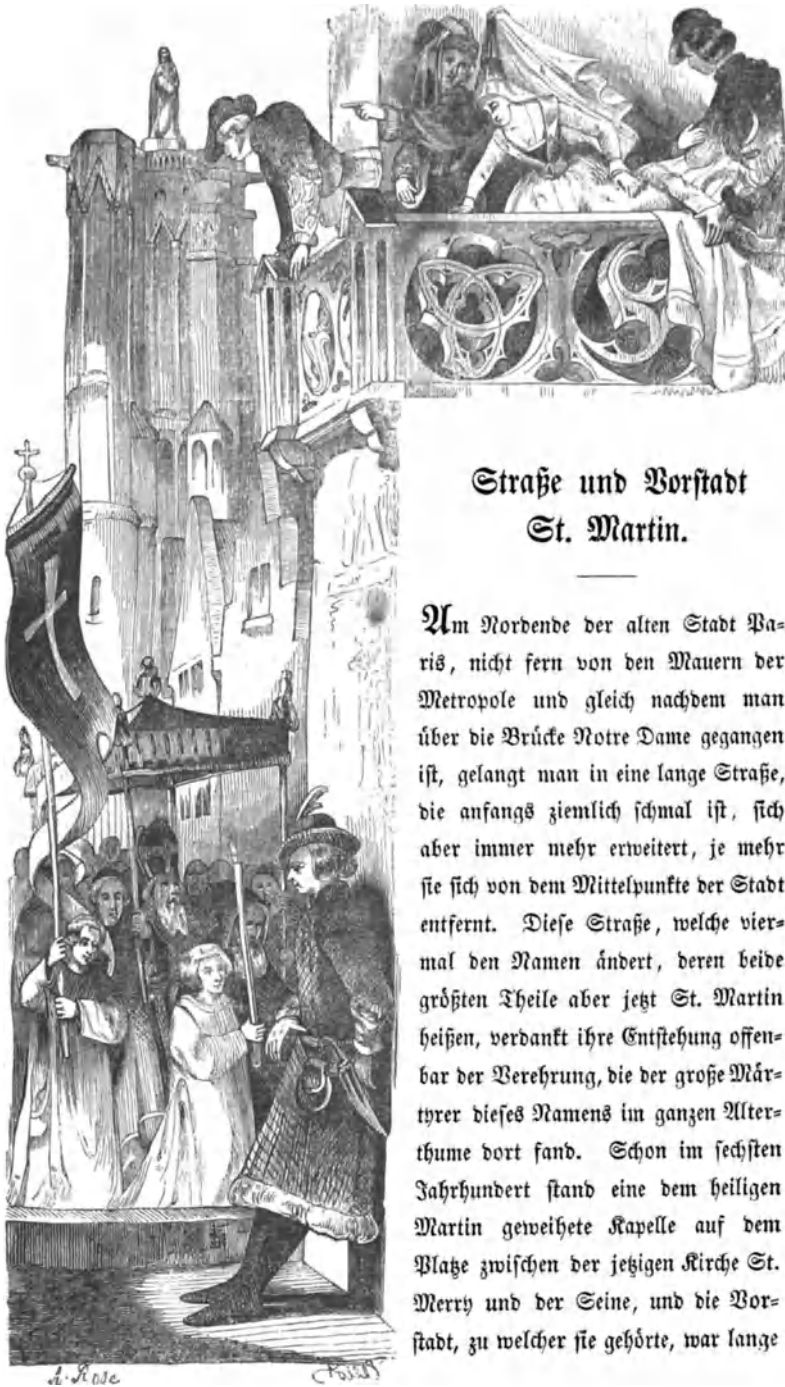 Straße und Vorstadt
St. Martin.
Am Nordende der alten Stadt Pa=
ris, nicht fern von den Mauern der
Metropole und gleich nachdem man
über die Brücke Notre Dame gegangen
ist, gelangt man in eine lange Straße,
die anfangs ziemlich schmal ist, sich
aber immer mehr erweitert, je mehr
sie sich von dem Mittelpunkte der Stadt
entfernt. Diese Straße, welche vier=
mal den Namen ändert, deren beide
größten Theile aber jetzt St. Martin
heißen, verdankt ihre Entstehung offen=
bar der Verehrung, die der große Mär=
tyrer dieses Namens im ganzen Alter=
thume dort fand. Schon im sechsten
Jahrhundert stand eine dem heiligen
Martin geweihete Kapelle auf dem
Platze zwischen der jetzigen Kirche St.
Merry und der Seine, und die Vor=
stadt, zu welcher sie gehörte, war lange
A. Rose